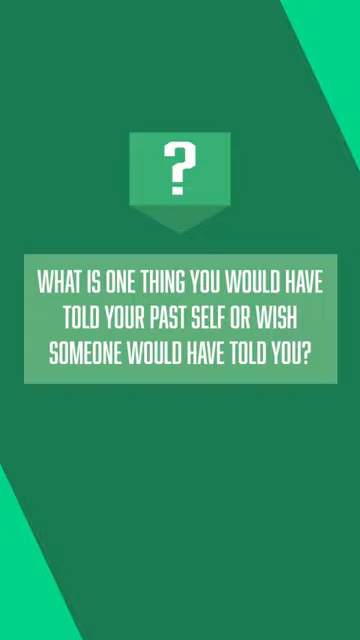 ?
WHAT IS ONE THING YOU WOULD HAVE
TOLD YOUR PAST SELF OR WISH
SOMEONE WOULD HAVE TOLD YOU?